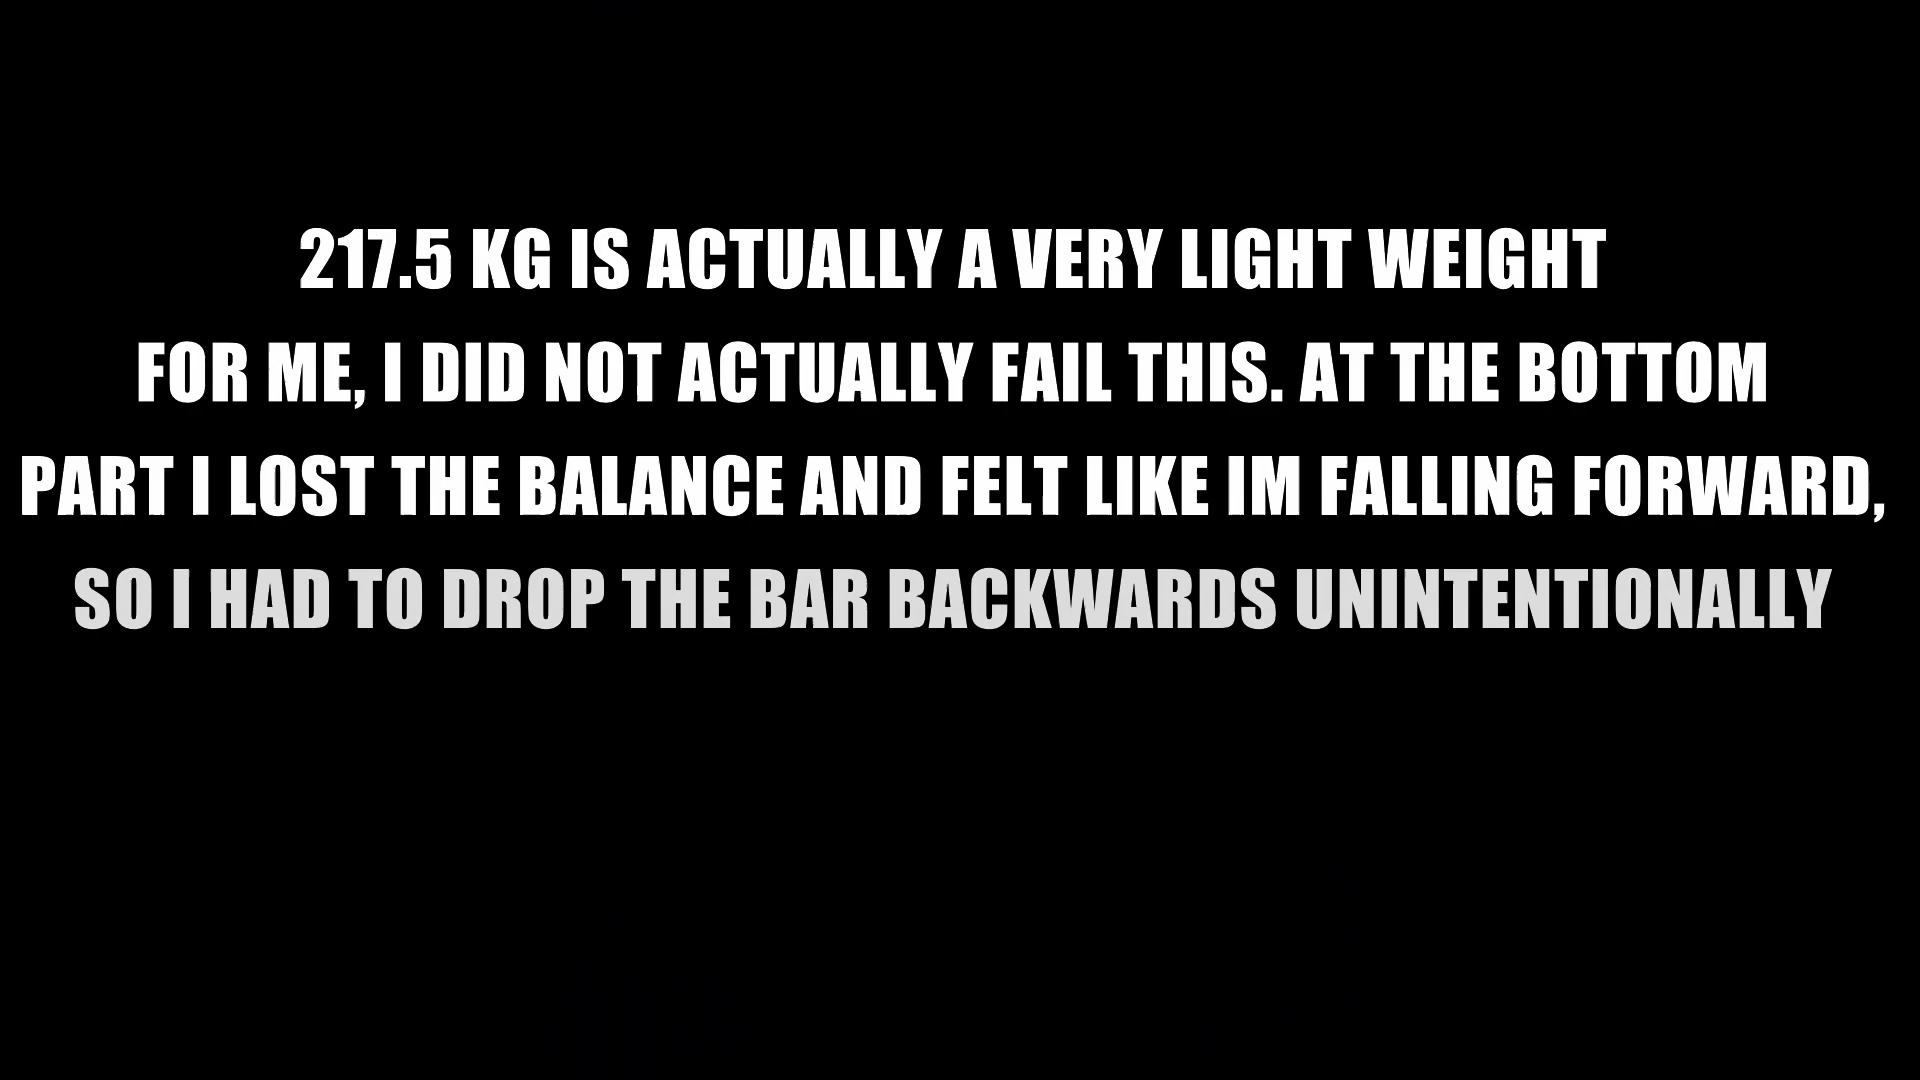 217.5 KG IS ACTUALLY A VERY LIGHT WEIGHT
FOR ME, I DID NOT ACTUALLY FAIL THIS. AT THE BOTTOM
PART I LOST THE BALANCE AND FELT LIKE IM FALLING FORWARD,
SO I HAD TO DROP THE BAR BACKWARDS UNINTENTIONALLY